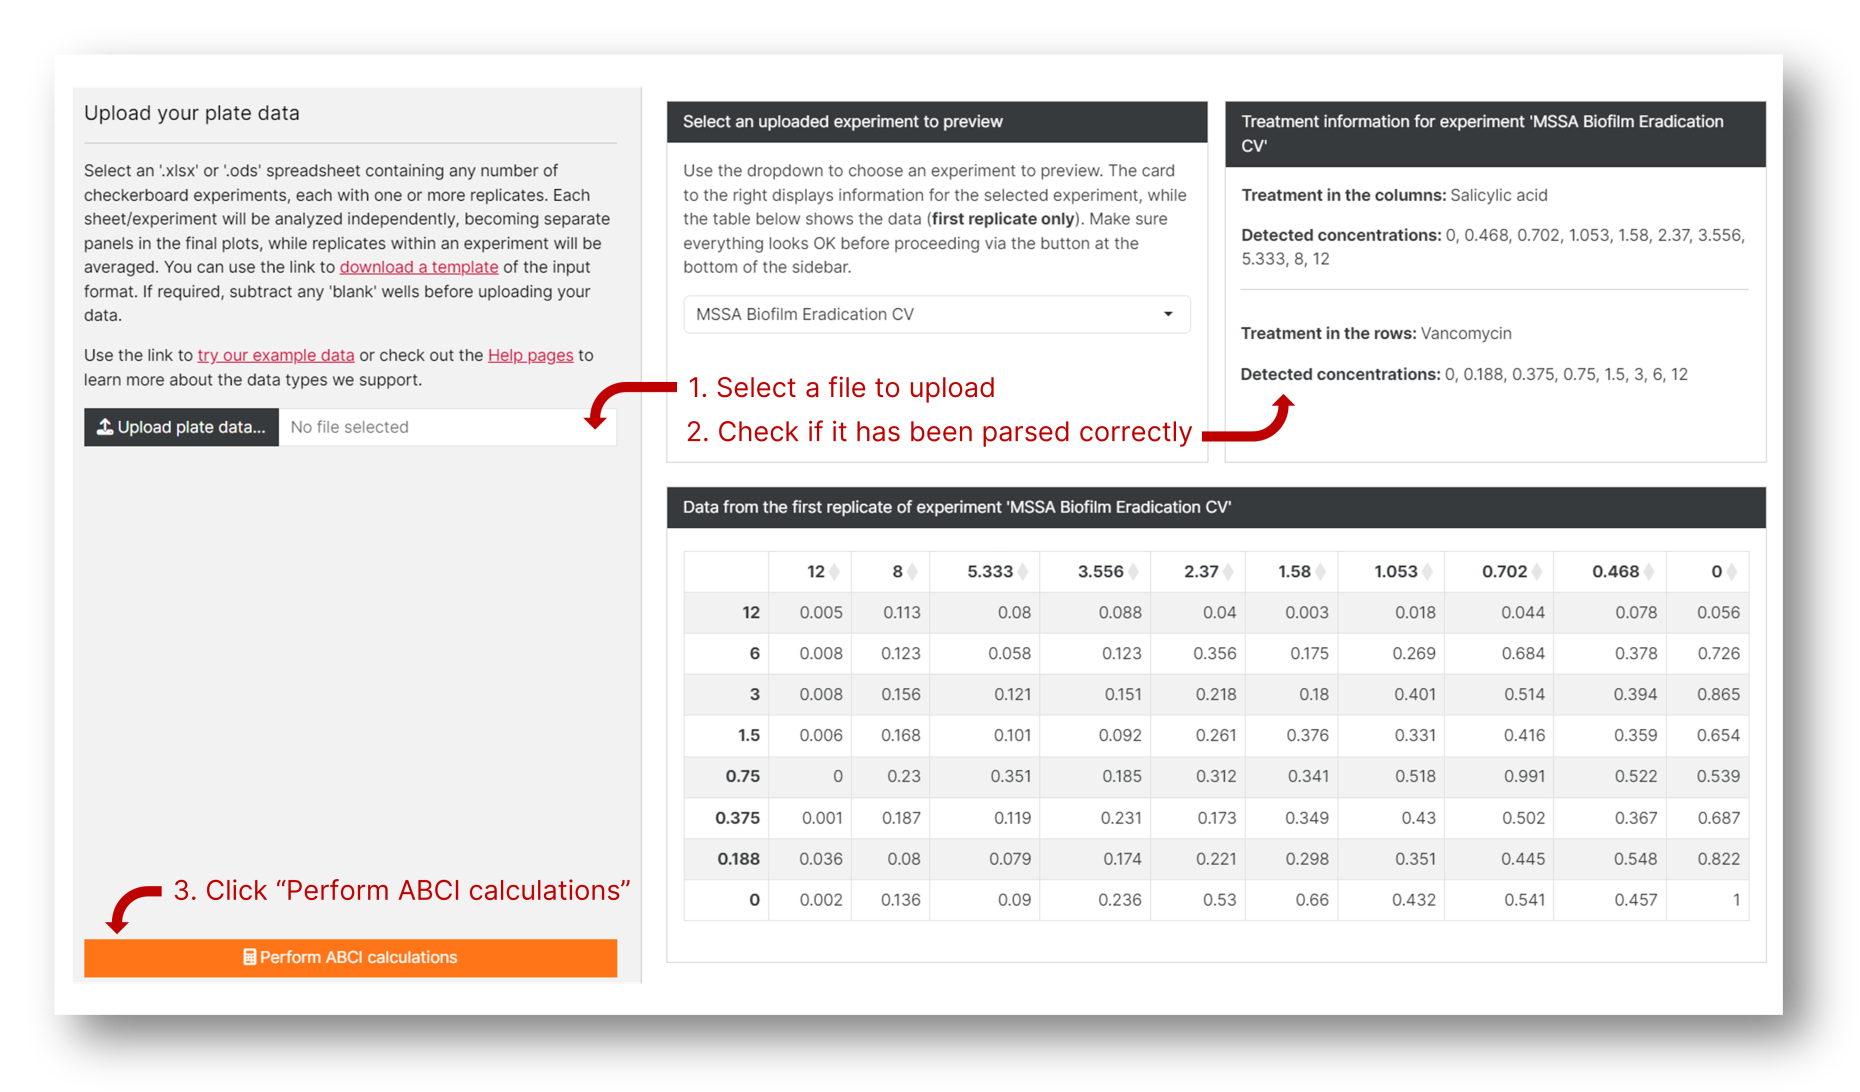 Upload your plate data
Select an '.xlsx' or '.ods' spreadsheet containing any number of
checkerboard experiments, each with one or more replicates. Each
sheet/experiment will be analyzed independently, becoming separate
panels in the final plots, while replicates within an experiment will be
averaged. You can use the link to download a template of the input
format. If required, subtract any 'blank' wells before uploading your
data.
Use the link to try our example data or check out the Help pages to
learn more about the data types we support.
Upload plate data... No file selected
3. Click “Perform ABCI calculations”
Perform ABCI calculations
Select an uploaded experiment to preview
Use the dropdown to choose an experiment to preview. The card
to the right displays information for the selected experiment, while
the table below shows the data (first replicate only). Make sure
everything looks OK before proceeding via the button at the
bottom of the sidebar.
MSSA Biofilm Eradication CV
1. Select a file to upload
2. Check if it has been parsed correctly
Treatment information for experiment 'MSSA Biofilm Eradication
CV'
Treatment in the columns: Salicylic acid
Detected concentrations: 0, 0.468, 0.702, 1.053, 1.58, 2.37, 3.556,
5.333, 8, 12
Treatment in the rows: Vancomycin
Detected concentrations: 0, 0.188, 0.375, 0.75, 1.5, 3, 6, 12
Data from the first replicate of experiment 'MSSA Biofilm Eradication CV'
12 8 5.333 3.556 2.37 1.58 1.053 0.702 0.468 0
12 0.005 0.113 0.08 0.088 0.04 0.003 0.018 0.044 0.078 0.056
6 0.008 0.123 0.058 0.123 0.356 0.175 0.269 0.684 0.378 0.726
3 0.008 0.156 0.121 0.151 0.218 0.18 0.401 0.514 0.394 0.865
1.5 0.006 0.168 0.101 0.092 0.261 0.376 0.331 0.416 0.359 0.654
0.75 0 0.23 0.351 0.185 0.312 0.341 0.518 0.991 0.522 0.539
0.375 0.001 0.187 0.119 0.231 0.173 0.349 0.43 0.502 0.367 0.687
0.188 0.036 0.08 0.079 0.174 0.221 0.298 0.351 0.445 0.548 0.822
0 0.002 0.136 0.09 0.236 0.53 0.66 0.432 0.541 0.457 1